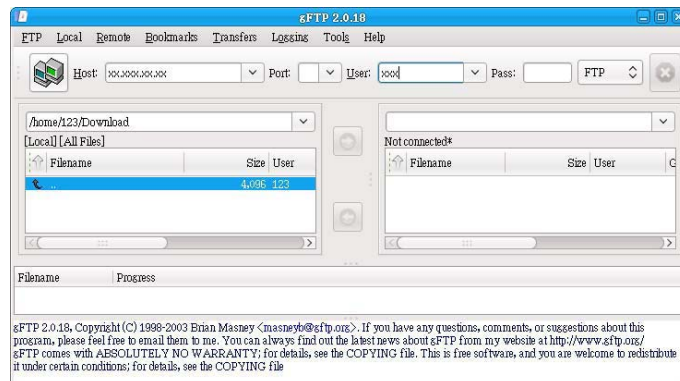 gFTP 2.0.18
FTP Local Remote Bookmarks Transfers Logging Tools Help
Host: xx.xxx.xx.xx Port: User: xxx Pass: FTP
/home/123/Download
[Local] [All Files]
Not connected*
Filename Size User
Filename Size User G
.. 4,096 123
Filename Progress
gFTP 2.0.18, Copyright (C) 1998-2003 Brian Masney <masneyb@gftp.org>. If you have any questions, comments, or suggestions about this
program, please feel free to email them to me. You can always find out the latest news about gFTP from my website at http://www.gftp.org/
gFTP comes with ABSOLUTELY NO WARRANTY; for details, see the COPYING file. This is free software, and you are welcome to redistribute
it under certain conditions; for details, see the COPYING file